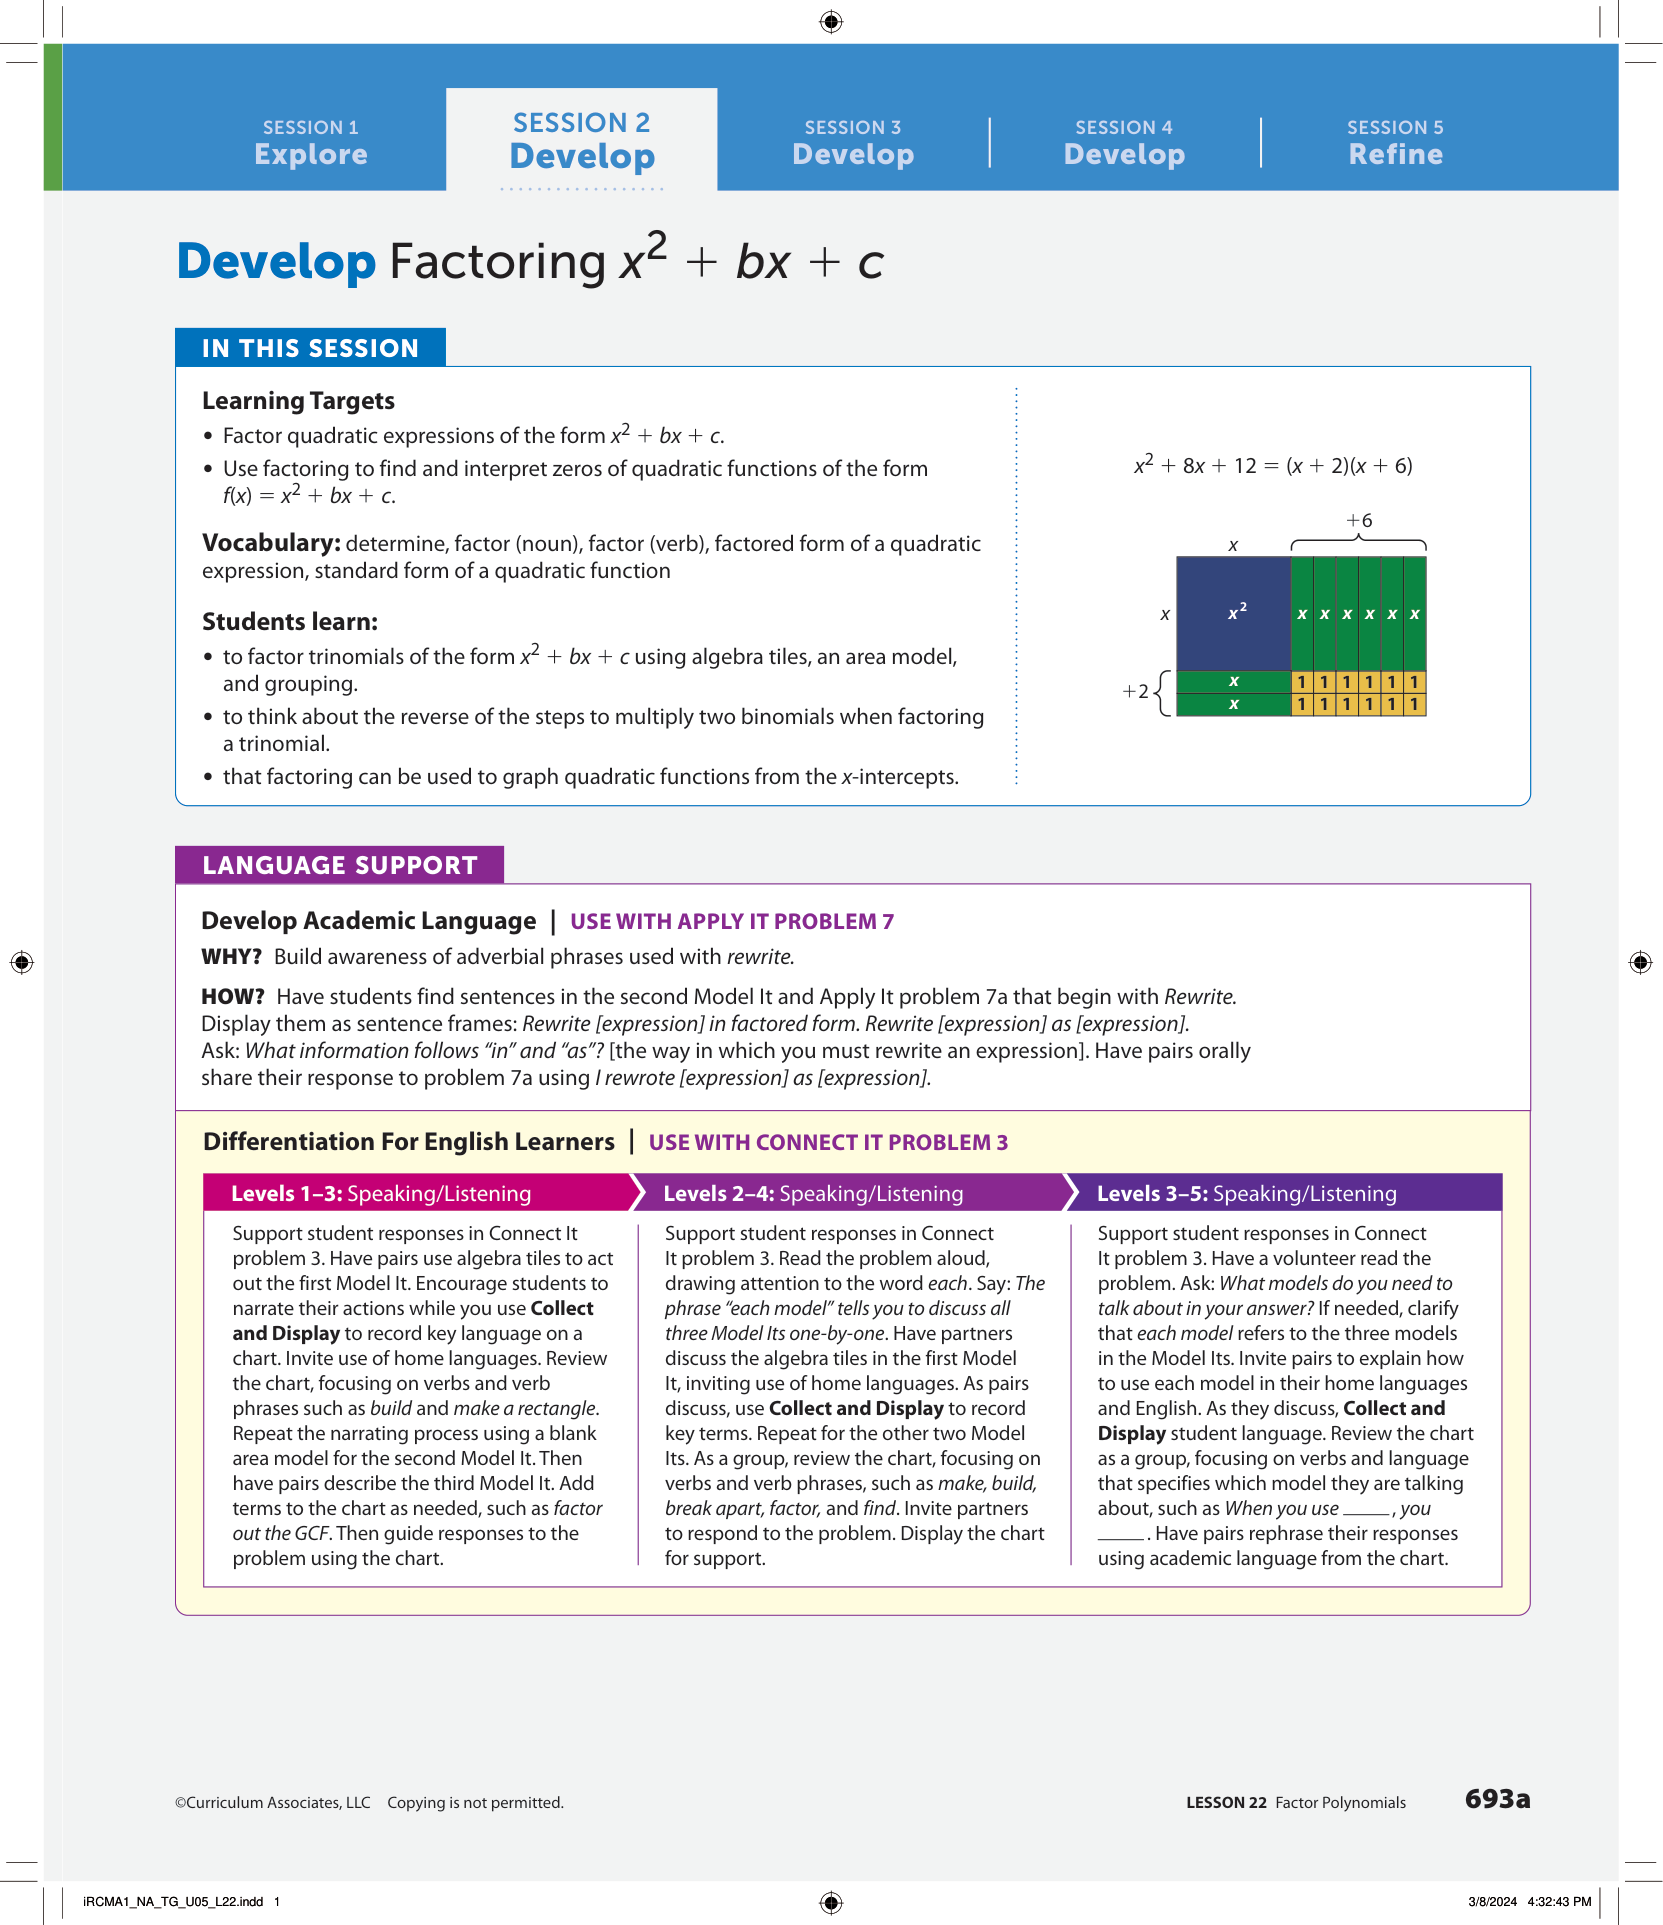 SESSION 1
Explore
SESSION 2
Develop
SESSION 3
Develop
SESSION 4
Develop
SESSION 5
Refine
Develop Factoring x² + bx + c
IN THIS SESSION
Learning Targets
• Factor quadratic expressions of the form x² + bx + c.
• Use factoring to find and interpret zeros of quadratic functions of the form
f(x) = x² + bx + c.
Vocabulary: determine, factor (noun), factor (verb), factored form of a quadratic
expression, standard form of a quadratic function
Students learn:
• to factor trinomials of the form x² + bx + c using algebra tiles, an area model,
and grouping.
• to think about the reverse of the steps to multiply two binomials when factoring
a trinomial.
• that factoring can be used to graph quadratic functions from the x-intercepts.
x² + 8x + 12 = (x + 2)(x + 6)
+6
x
x
x² x x x x x x
+2
x 1 1 1 1 1 1
x 1 1 1 1 1 1
LANGUAGE SUPPORT
Develop Academic Language | USE WITH APPLY IT PROBLEM 7
WHY? Build awareness of adverbial phrases used with rewrite.
HOW? Have students find sentences in the second Model It and Apply It problem 7a that begin with Rewrite.
Display them as sentence frames: Rewrite [expression] in factored form. Rewrite [expression] as [expression].
Ask: What information follows “in” and “as”? [the way in which you must rewrite an expression]. Have pairs orally
share their response to problem 7a using I rewrote [expression] as [expression].
Differentiation For English Learners | USE WITH CONNECT IT PROBLEM 3
Levels 1–3: Speaking/Listening
Support student responses in Connect It
problem 3. Have pairs use algebra tiles to act
out the first Model It. Encourage students to
narrate their actions while you use Collect
and Display to record key language on a
chart. Invite use of home languages. Review
the chart, focusing on verbs and verb
phrases such as build and make a rectangle.
Repeat the narrating process using a blank
area model for the second Model It. Then
have pairs describe the third Model It. Add
terms to the chart as needed, such as factor
out the GCF. Then guide responses to the
problem using the chart.
Levels 2–4: Speaking/Listening
Support student responses in Connect
It problem 3. Read the problem aloud,
drawing attention to the word each. Say: The
phrase “each model” tells you to discuss all
three Model Its one-by-one. Have partners
discuss the algebra tiles in the first Model
It, inviting use of home languages. As pairs
discuss, use Collect and Display to record
key terms. Repeat for the other two Model
Its. As a group, review the chart, focusing on
verbs and verb phrases, such as make, build,
break apart, factor, and find. Invite partners
to respond to the problem. Display the chart
for support.
Levels 3–5: Speaking/Listening
Support student responses in Connect
It problem 3. Have a volunteer read the
problem. Ask: What models do you need to
talk about in your answer? If needed, clarify
that each model refers to the three models
in the Model Its. Invite pairs to explain how
to use each model in their home languages
and English. As they discuss, Collect and
Display student language. Review the chart
as a group, focusing on verbs and language
that specifies which model they are talking
about, such as When you use _____, you
_____. Have pairs rephrase their responses
using academic language from the chart.
©Curriculum Associates, LLC Copying is not permitted.
LESSON 22 Factor Polynomials 693a
iRCMA1_NA_TG_U05_L22.indd 1
3/8/2024 4:32:43 PM